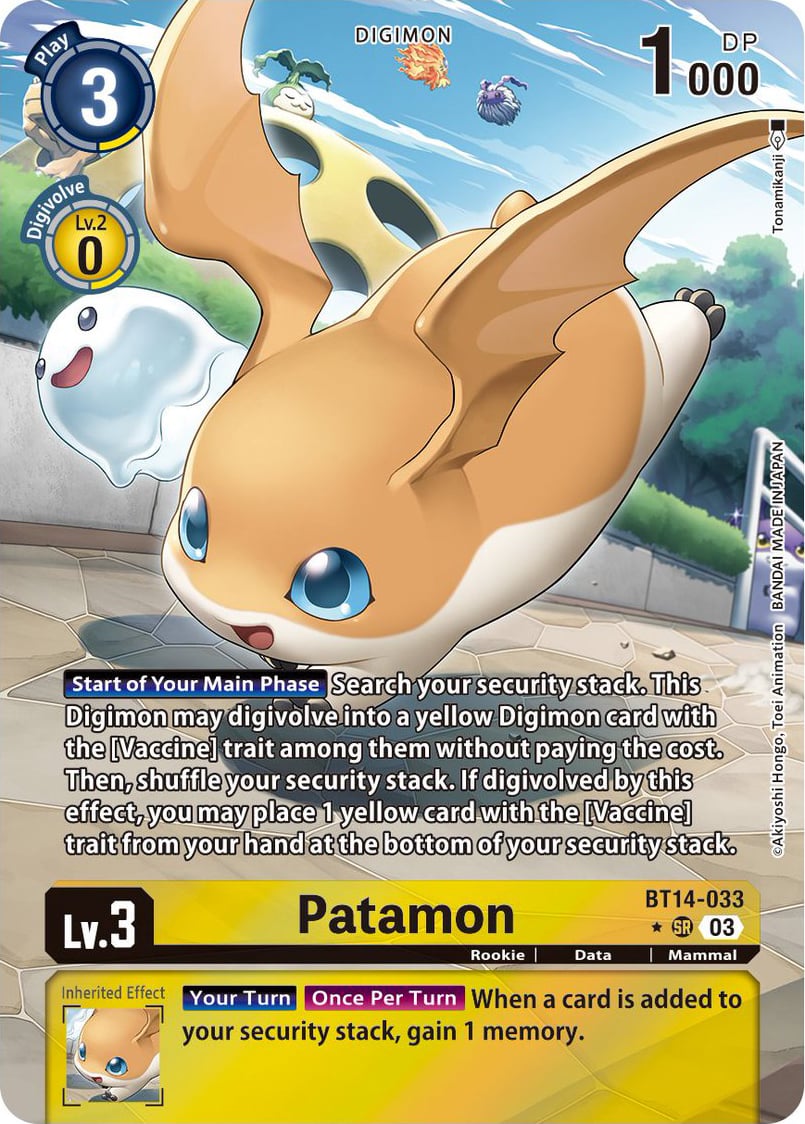 Play
3
DIGIMON
1000
DP
Digivolve
Lv.2
0
Tonamikanji
©Akiyoshi Hongo, Toei Animation BANDAI MADE IN JAPAN
Start of Your Main Phase Search your security stack. This
Digimon may digivolve into a yellow Digimon card with
the [Vaccine] trait among them without paying the cost.
Then, shuffle your security stack. If digivolved by this
effect, you may place 1 yellow card with the [Vaccine]
trait from your hand at the bottom of your security stack.
Lv.3
Patamon
BT14-033
★ SR 03
Rookie | Data | Mammal
Inherited Effect
Your Turn Once Per Turn When a card is added to
your security stack, gain 1 memory.